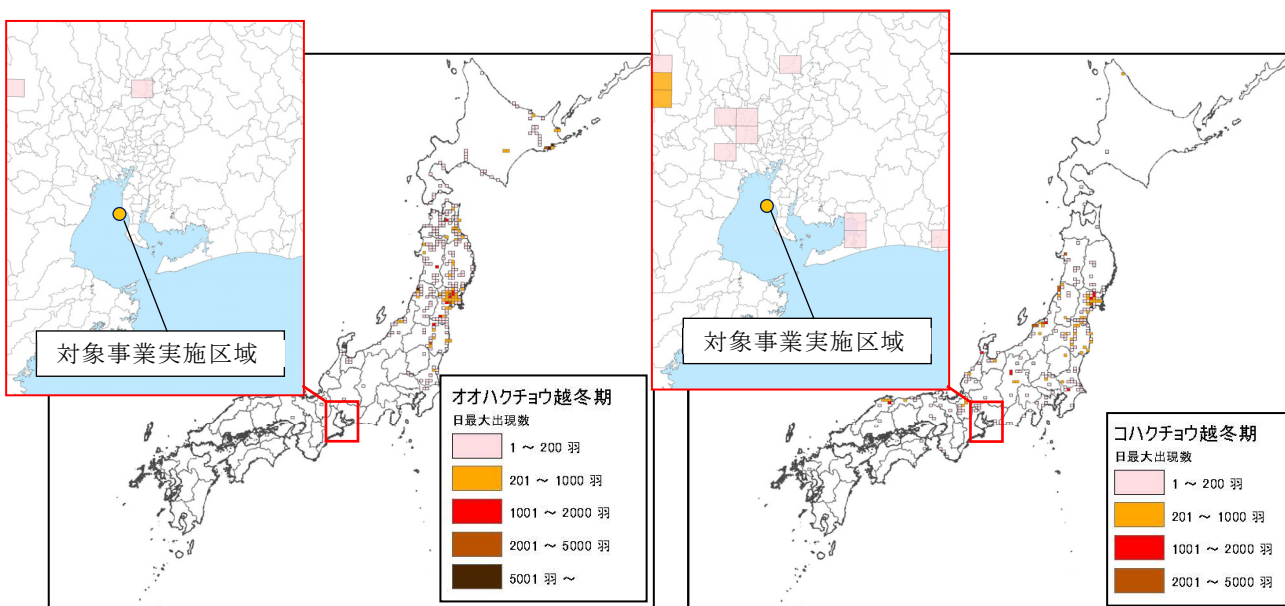 対象事業実施区域
オオハクチョウ越冬期
日最大出現数
1 ～ 200 羽
201 ～ 1000 羽
1001 ～ 2000 羽
2001 ～ 5000 羽
5001 羽 ～
対象事業実施区域
コハクチョウ越冬期
日最大出現数
1 ～ 200 羽
201 ～ 1000 羽
1001 ～ 2000 羽
2001 ～ 5000 羽